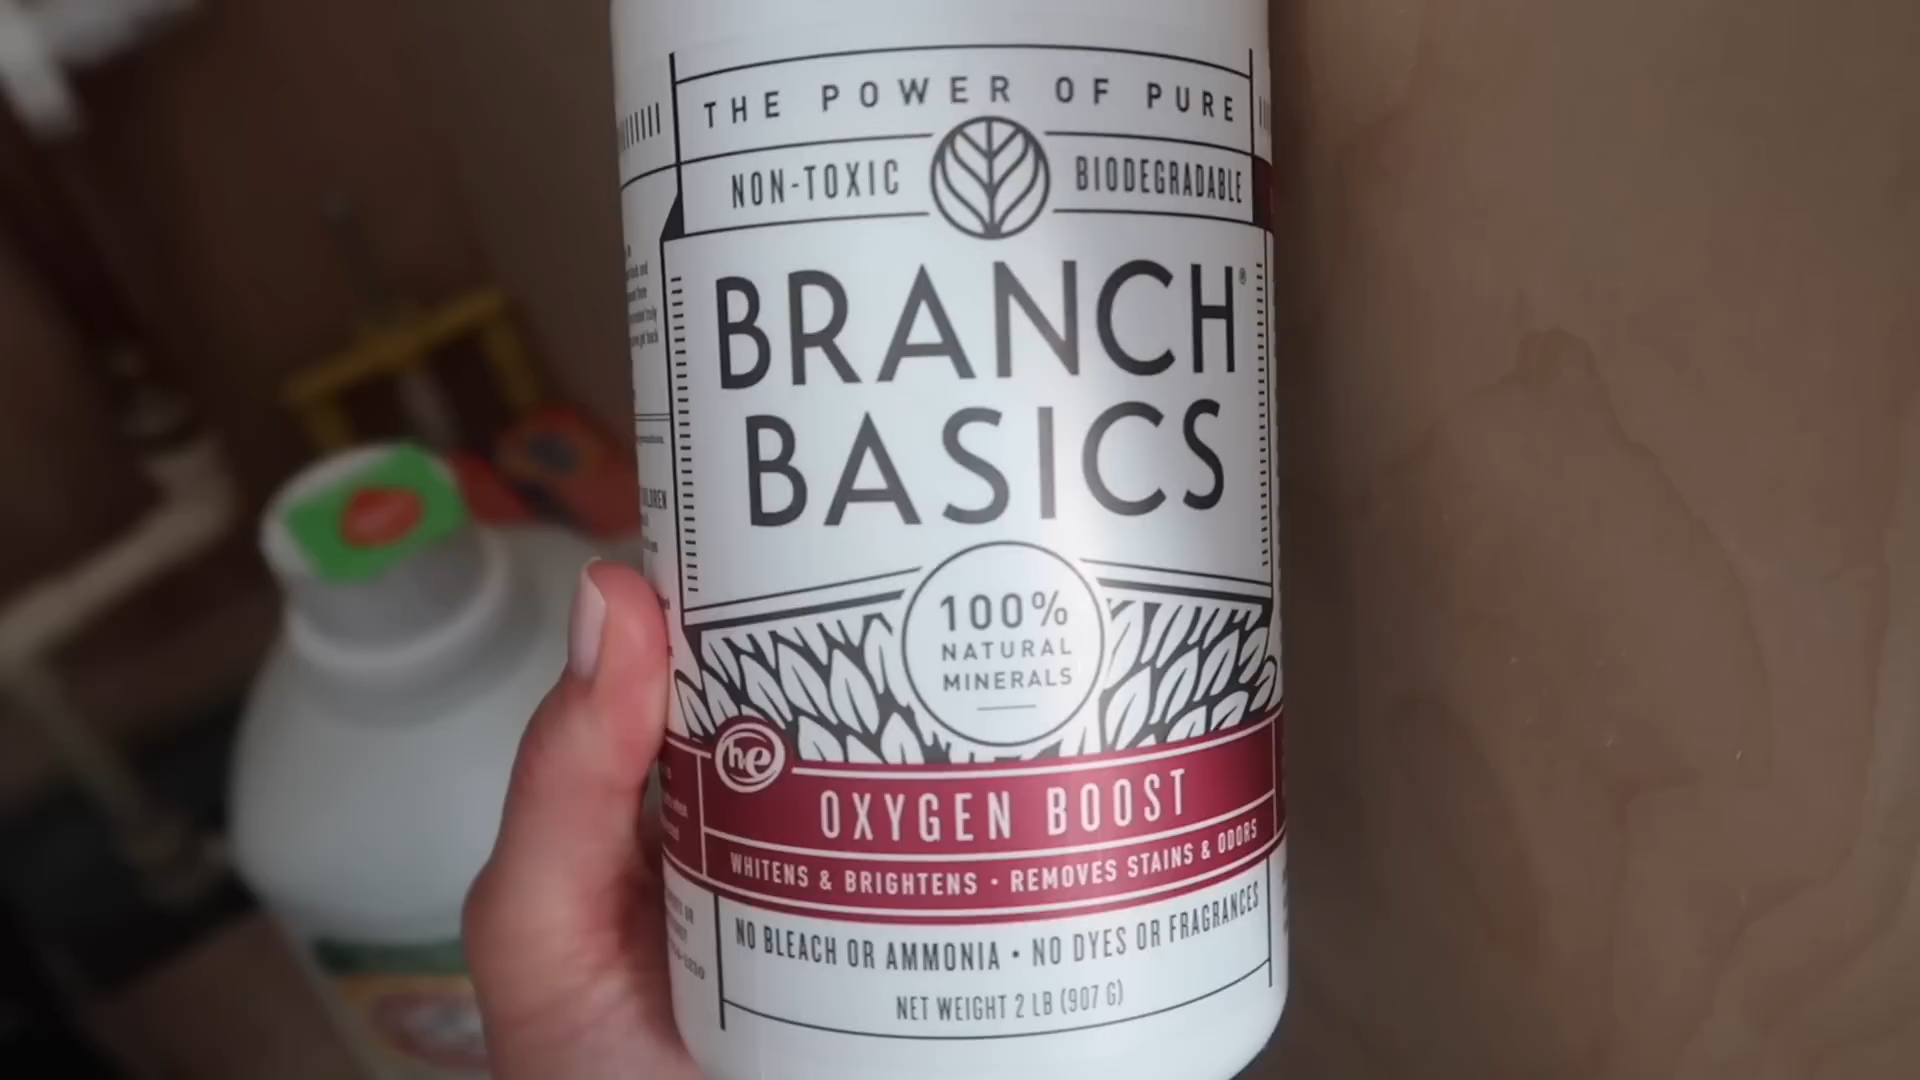 THE POWER OF PURE
NON-TOXIC BIODEGRADABLE
BRANCH®
BASICS
100%
NATURAL
MINERALS
he
OXYGEN BOOST
WHITENS & BRIGHTENS • REMOVES STAINS & ODORS
NO BLEACH OR AMMONIA • NO DYES OR FRAGRANCES
NET WEIGHT 2 LB (907 G)